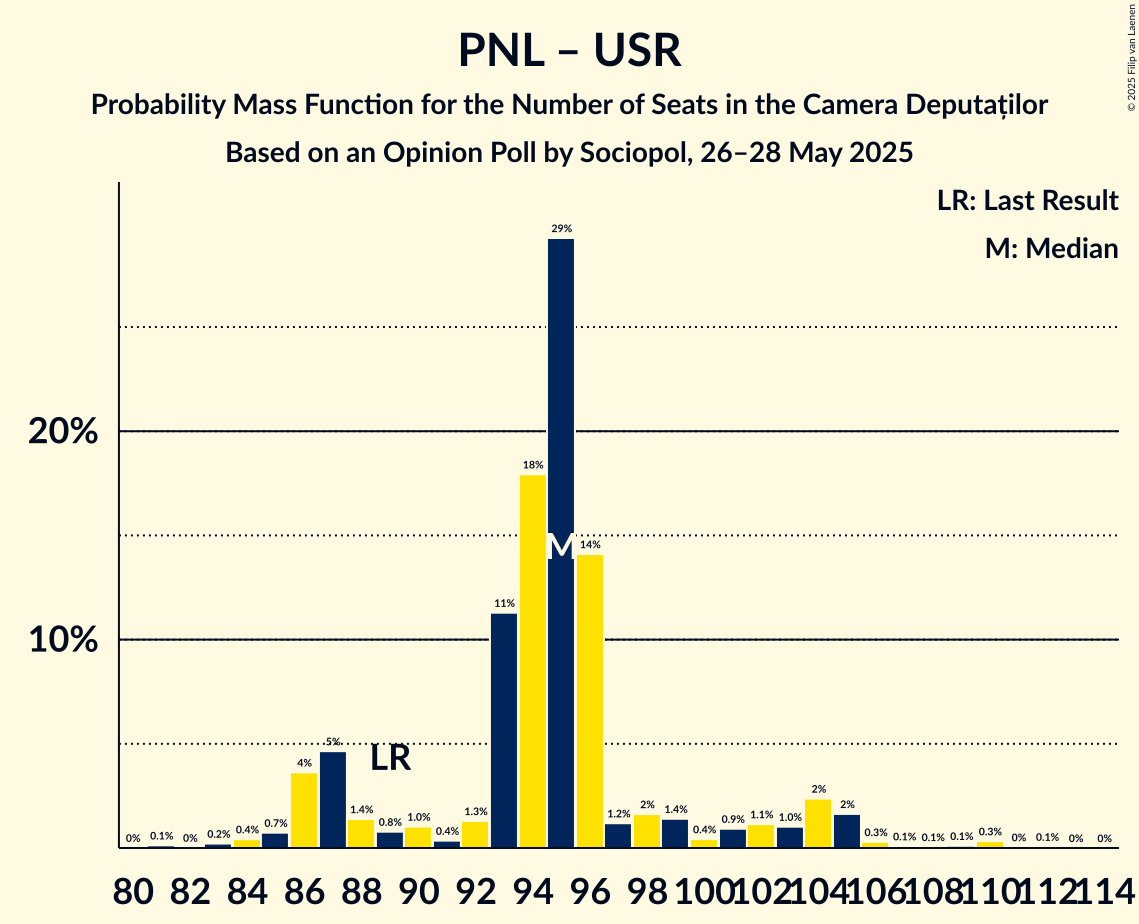 PNL – USR
Probability Mass Function for the Number of Seats in the Camera Deputaților
Based on an Opinion Poll by Sociopol, 26–28 May 2025
© 2025 Filip van Laenen
LR: Last Result
M: Median
20%
10%
0% 0.1% 0% 0.2% 0.4% 0.7% 4% 5% 1.4% 0.8% 1.0% 0.4% 1.3% 11% 18% 29% 14% 1.2% 2% 1.4% 0.4% 0.9% 1.1% 1.0% 2% 2% 0.3% 0.1% 0.1% 0.1% 0.3% 0% 0.1% 0% 0%
LR
M
80 82 84 86 88 90 92 94 96 98 100 102 104 106 108 110 112 114